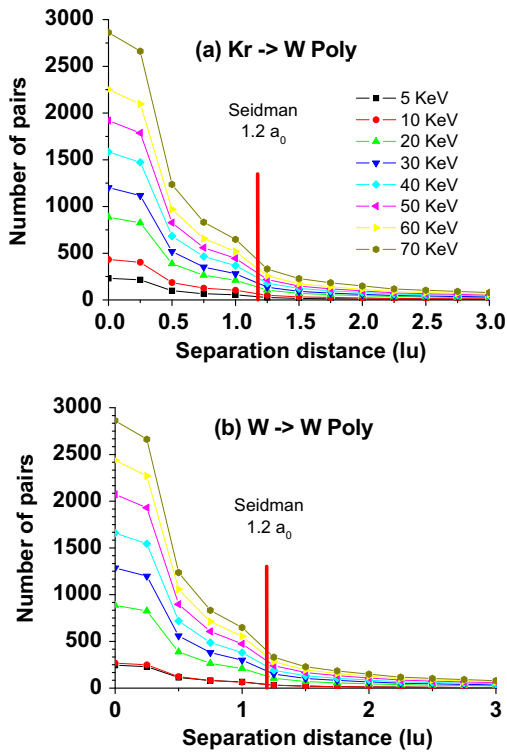 (a) Kr -> W Poly
Number of pairs
3000
2500
2000
1500
1000
500
0
Seidman
1.2 a0
5 KeV
10 KeV
20 KeV
30 KeV
40 KeV
50 KeV
60 KeV
70 KeV
0.0 0.5 1.0 1.5 2.0 2.5 3.0
Separation distance (lu)
(b) W -> W Poly
Number of pairs
3000
2500
2000
1500
1000
500
0
Seidman
1.2 a0
0 1 2 3
Separation distance (lu)